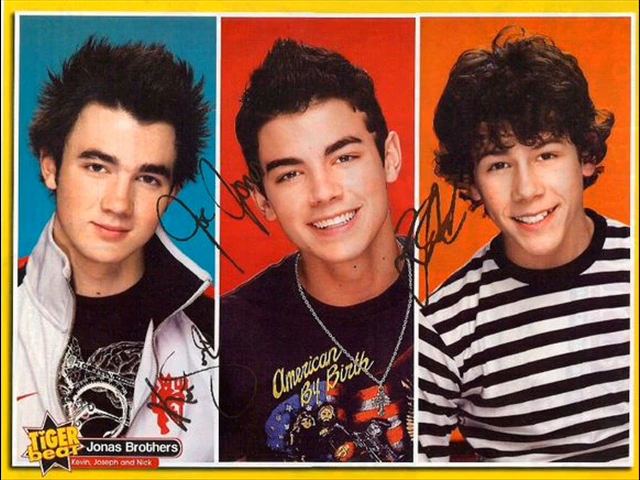 American
By Birth
TiGER
beat
Jonas Brothers
Kevin, Joseph and Nick